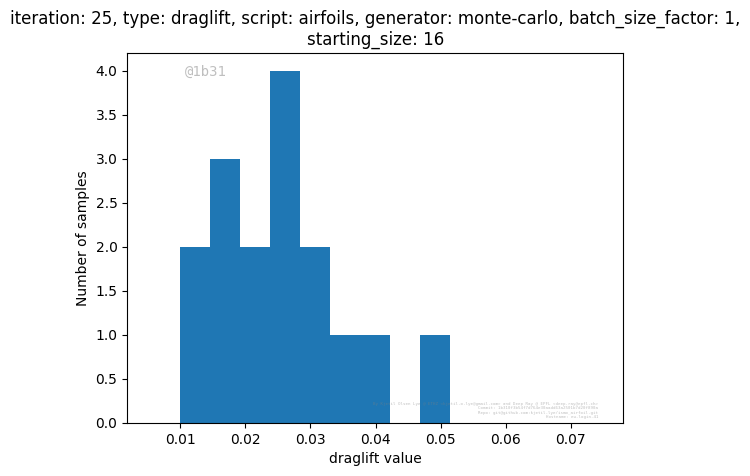 iteration: 25, type: draglift, script: airfoils, generator: monte-carlo, batch_size_factor: 1,
starting_size: 16
@1b31
4.0
3.5
3.0
2.5
2.0
1.5
1.0
0.5
0.0
Number of samples
0.01 0.02 0.03 0.04 0.05 0.06 0.07
draglift value